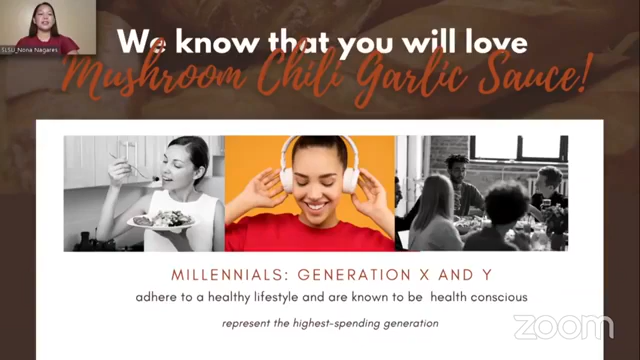 SLSU_Nona Nagares
We know that you will love
Mushroom Chili Garlic Sauce!
MILLENNIALS: GENERATION X AND Y
adhere to a healthy lifestyle and are known to be health conscious
represent the highest-spending generation
zoom